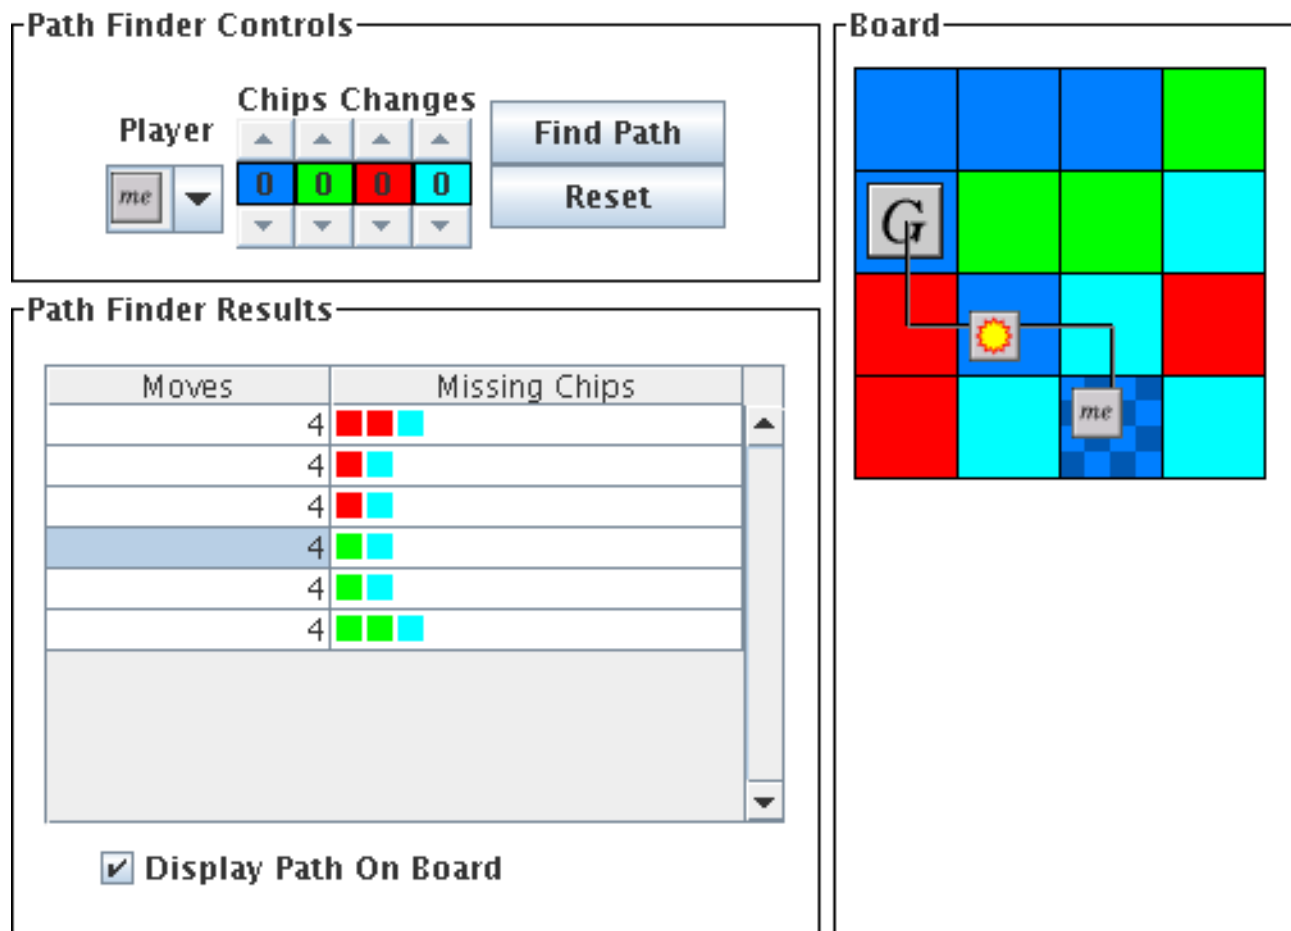 Path Finder Controls
Chips Changes
Player
me
0 0 0 0
Find Path
Reset
Path Finder Results
Moves Missing Chips
4
4
4
4
4
4
Display Path On Board
Board
G
me